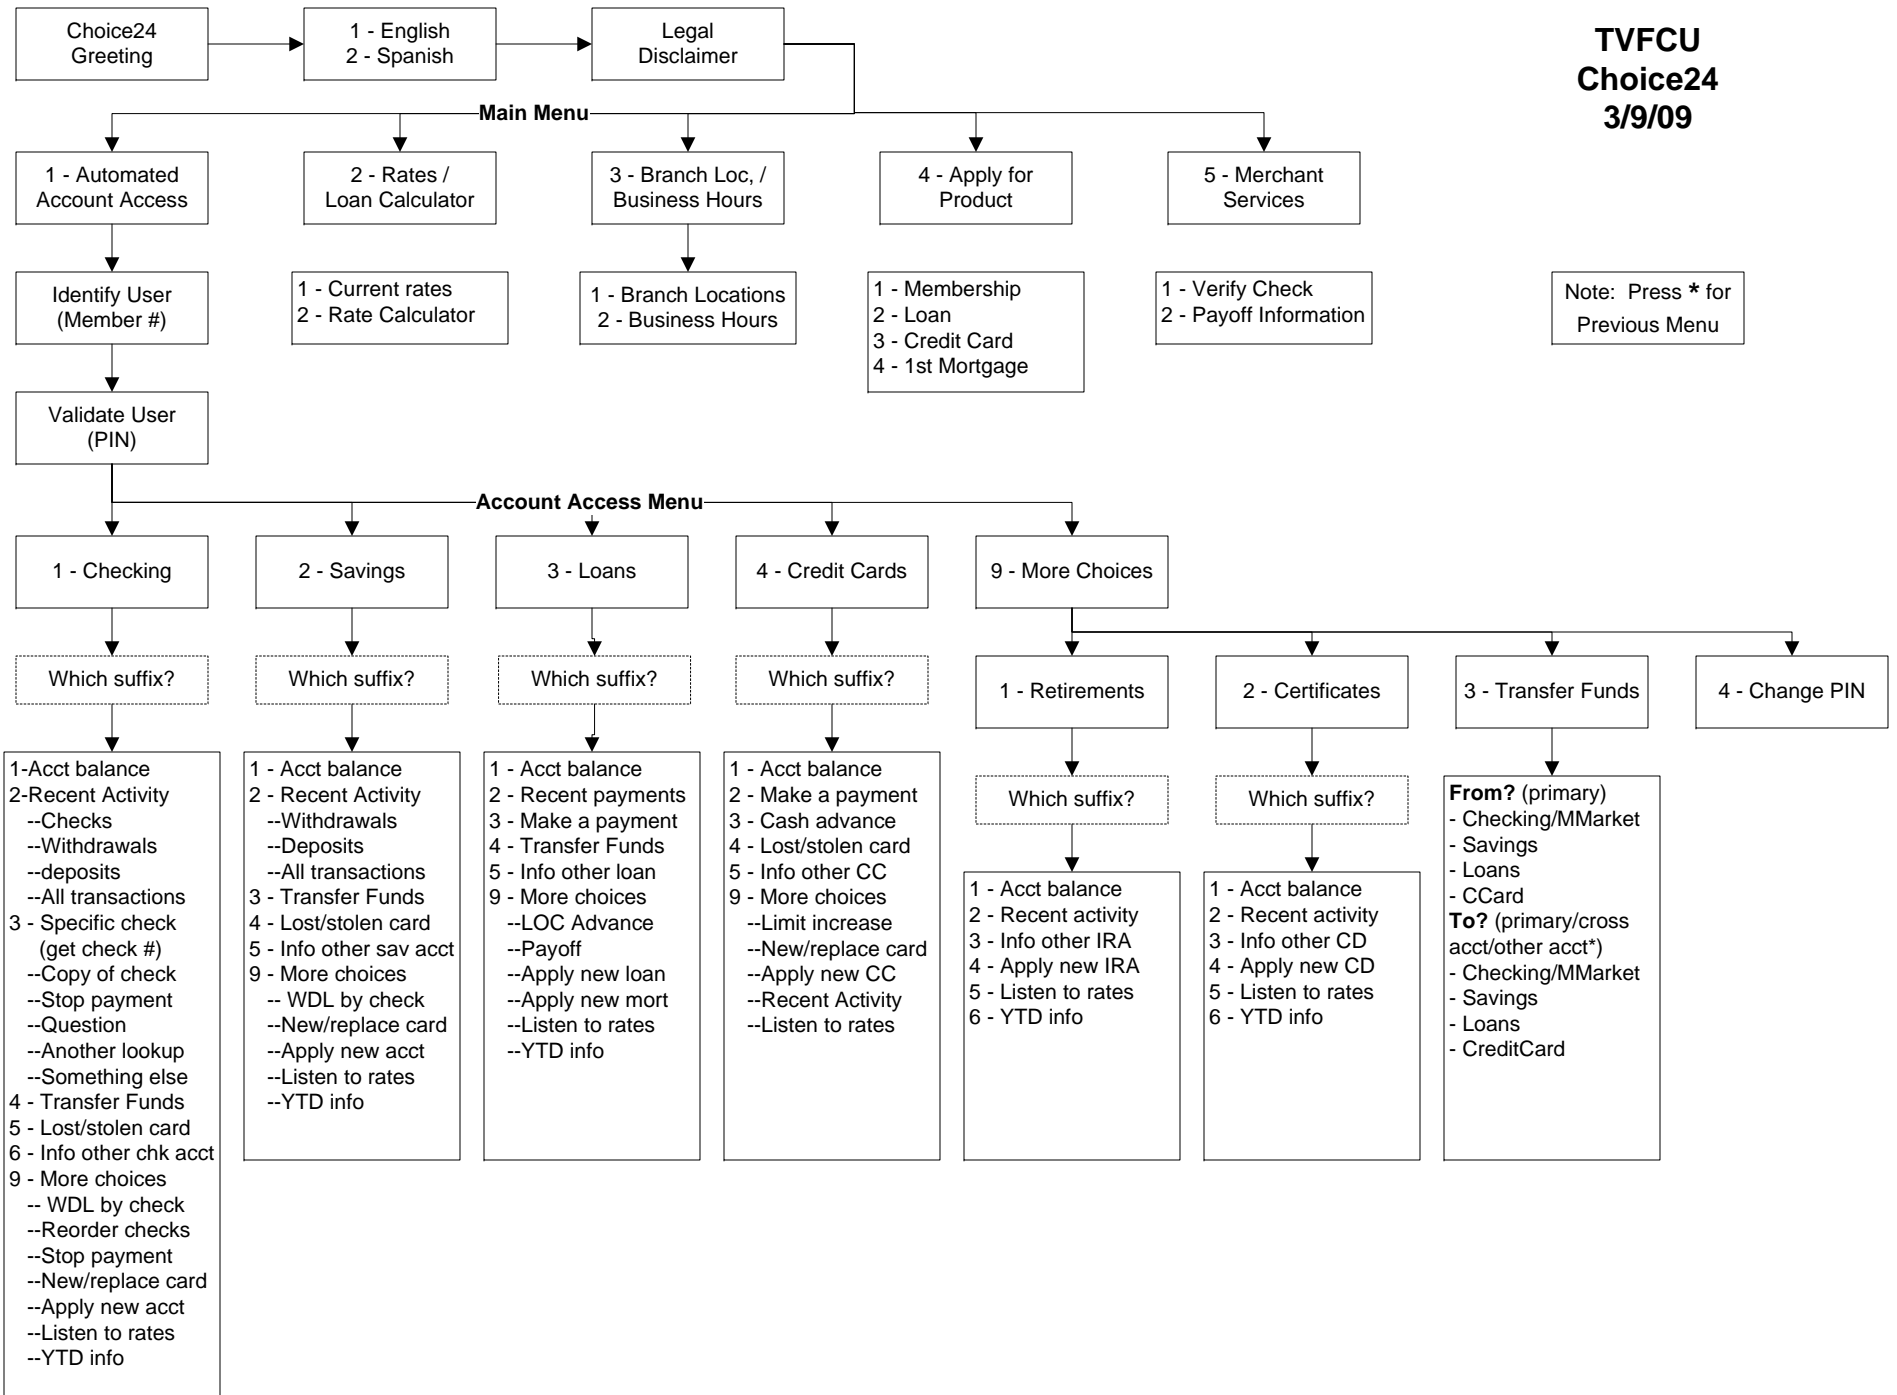 Choice24
Greeting
1 - English
2 - Spanish
Legal
Disclaimer
TVFCU
Choice24
3/9/09
Main Menu
1 - Automated
Account Access
2 - Rates /
Loan Calculator
3 - Branch Loc, /
Business Hours
4 - Apply for
Product
5 - Merchant
Services
Identify User
(Member #)
1 - Current rates
2 - Rate Calculator
1 - Branch Locations
2 - Business Hours
1 - Membership
2 - Loan
3 - Credit Card
4 - 1st Mortgage
1 - Verify Check
2 - Payoff Information
Note:  Press * for
Previous Menu
Validate User
(PIN)
Account Access Menu
1 - Checking
2 - Savings
3 - Loans
4 - Credit Cards
9 - More Choices
Which suffix?
Which suffix?
Which suffix?
Which suffix?
1 - Retirements
2 - Certificates
3 - Transfer Funds
4 - Change PIN
1-Acct balance
2-Recent Activity
--Checks
--Withdrawals
--deposits
--All transactions
3 - Specific check
(get check #)
--Copy of check
--Stop payment
--Question
--Another lookup
--Something else
4 - Transfer Funds
5 - Lost/stolen card
6 - Info other chk acct
9 - More choices
-- WDL by check
--Reorder checks
--Stop payment
--New/replace card
--Apply new acct
--Listen to rates
--YTD info
1 - Acct balance
2 - Recent Activity
--Withdrawals
--Deposits
--All transactions
3 - Transfer Funds
4 - Lost/stolen card
5 - Info other sav acct
9 - More choices
-- WDL by check
--New/replace card
--Apply new acct
--Listen to rates
--YTD info
1 - Acct balance
2 - Recent payments
3 - Make a payment
4 - Transfer Funds
5 - Info other loan
9 - More choices
--LOC Advance
--Payoff
--Apply new loan
--Apply new mort
--Listen to rates
--YTD info
1 - Acct balance
2 - Make a payment
3 - Cash advance
4 - Lost/stolen card
5 - Info other CC
9 - More choices
--Limit increase
--New/replace card
--Apply new CC
--Recent Activity
--Listen to rates
Which suffix?
1 - Acct balance
2 - Recent activity
3 - Info other IRA
4 - Apply new IRA
5 - Listen to rates
6 - YTD info
Which suffix?
1 - Acct balance
2 - Recent activity
3 - Info other CD
4 - Apply new CD
5 - Listen to rates
6 - YTD info
From? (primary)
- Checking/MMarket
- Savings
- Loans
- CCard
To? (primary/cross
acct/other acct*)
- Checking/MMarket
- Savings
- Loans
- CreditCard